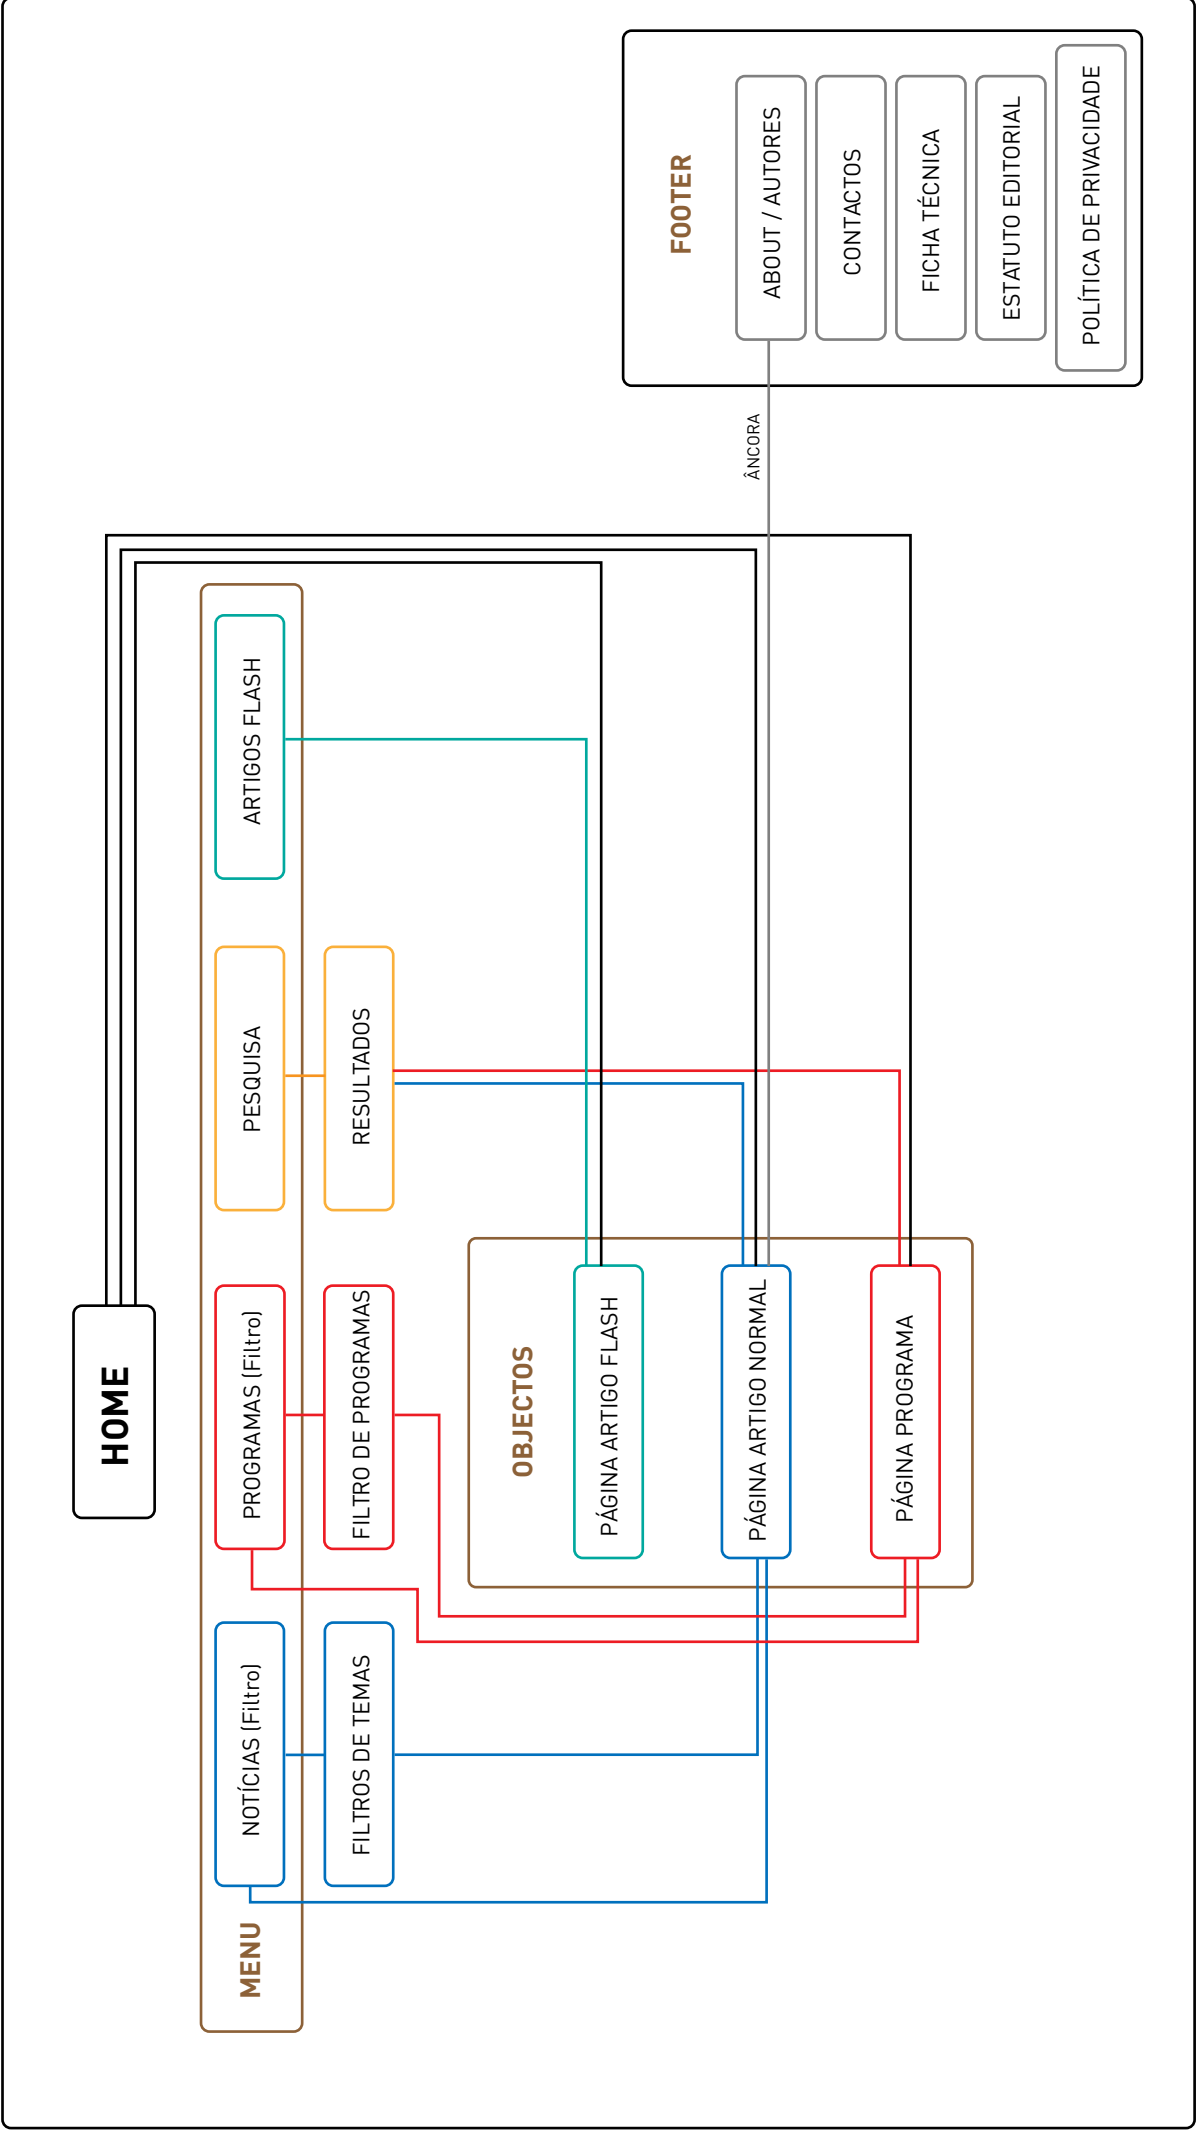 HOME
MENU
NOTÍCIAS (Filtro)
PROGRAMAS (Filtro)
PESQUISA
ARTIGOS FLASH
FILTROS DE TEMAS
FILTRO DE PROGRAMAS
RESULTADOS
OBJECTOS
PÁGINA ARTIGO FLASH
PÁGINA ARTIGO NORMAL
PÁGINA PROGRAMA
ÂNCORA
FOOTER
ABOUT / AUTORES
CONTACTOS
FICHA TÉCNICA
ESTATUTO EDITORIAL
POLÍTICA DE PRIVACIDADE